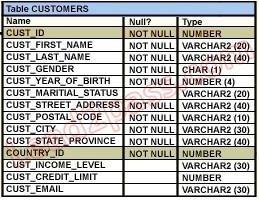 Table CUSTOMERS
Name Null? Type
CUST_ID NOT NULL NUMBER
CUST_FIRST_NAME NOT NULL VARCHAR2 (20)
CUST_LAST_NAME NOT NULL VARCHAR2 (40)
CUST_GENDER NOT NULL CHAR (1)
CUST_YEAR_OF_BIRTH NOT NULL NUMBER (4)
CUST_MARITIAL_STATUS VARCHAR2 (20)
CUST_STREET_ADDRESS NOT NULL VARCHAR2 (40)
CUST_POSTAL_CODE NOT NULL VARCHAR2 (10)
CUST_CITY NOT NULL VARCHAR2 (30)
CUST_STATE_PROVINCE NOT NULL VARCHAR2 (40)
COUNTRY_ID NOT NULL NUMBER
CUST_INCOME_LEVEL VARCHAR2 (30)
CUST_CREDIT_LIMIT NUMBER
CUST_EMAIL VARCHAR2 (30)